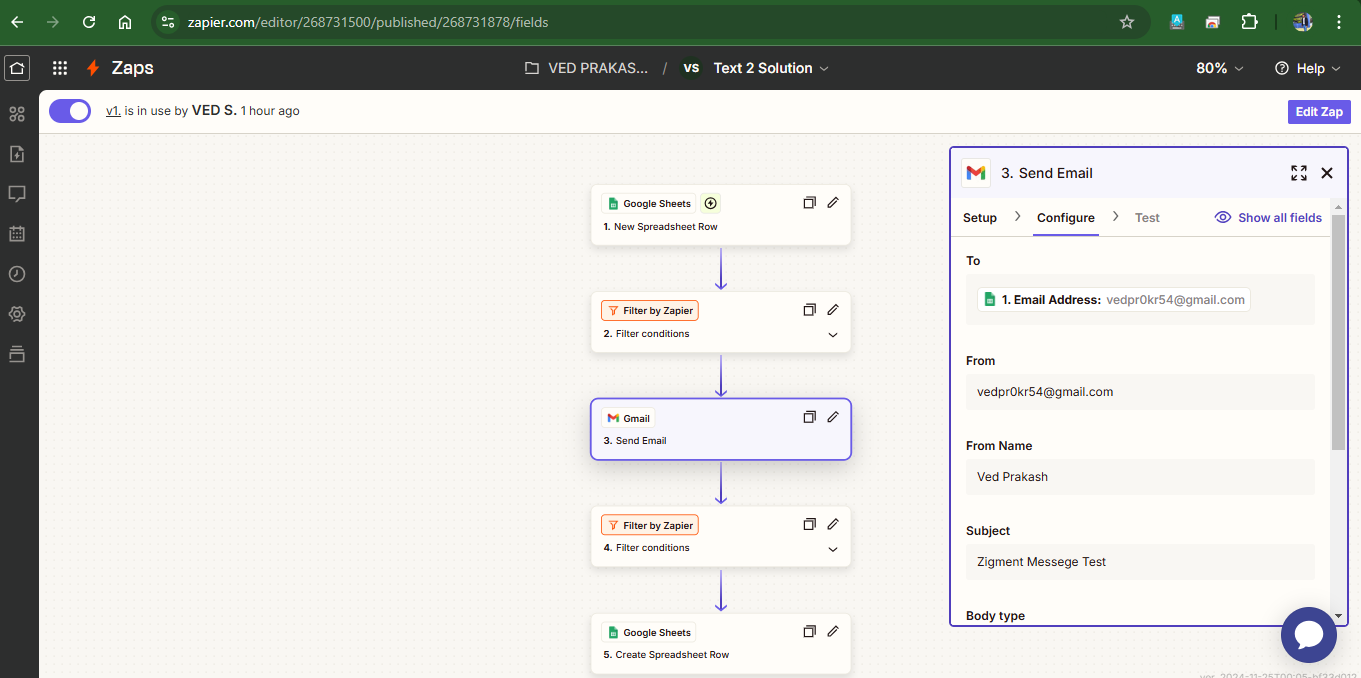 zapier.com/editor/268731500/published/268731878/fields
Zaps
VED PRAKAS... / VS Text 2 Solution
80%
Help
v1. is in use by VED S. 1 hour ago
Edit Zap
Google Sheets
1. New Spreadsheet Row
Filter by Zapier
2. Filter conditions
Gmail
3. Send Email
Filter by Zapier
4. Filter conditions
Google Sheets
5. Create Spreadsheet Row
3. Send Email
Setup
Configure
Test
Show all fields
To
1. Email Address: vedpr0kr54@gmail.com
From
vedpr0kr54@gmail.com
From Name
Ved Prakash
Subject
Zigment Messege Test
Body type